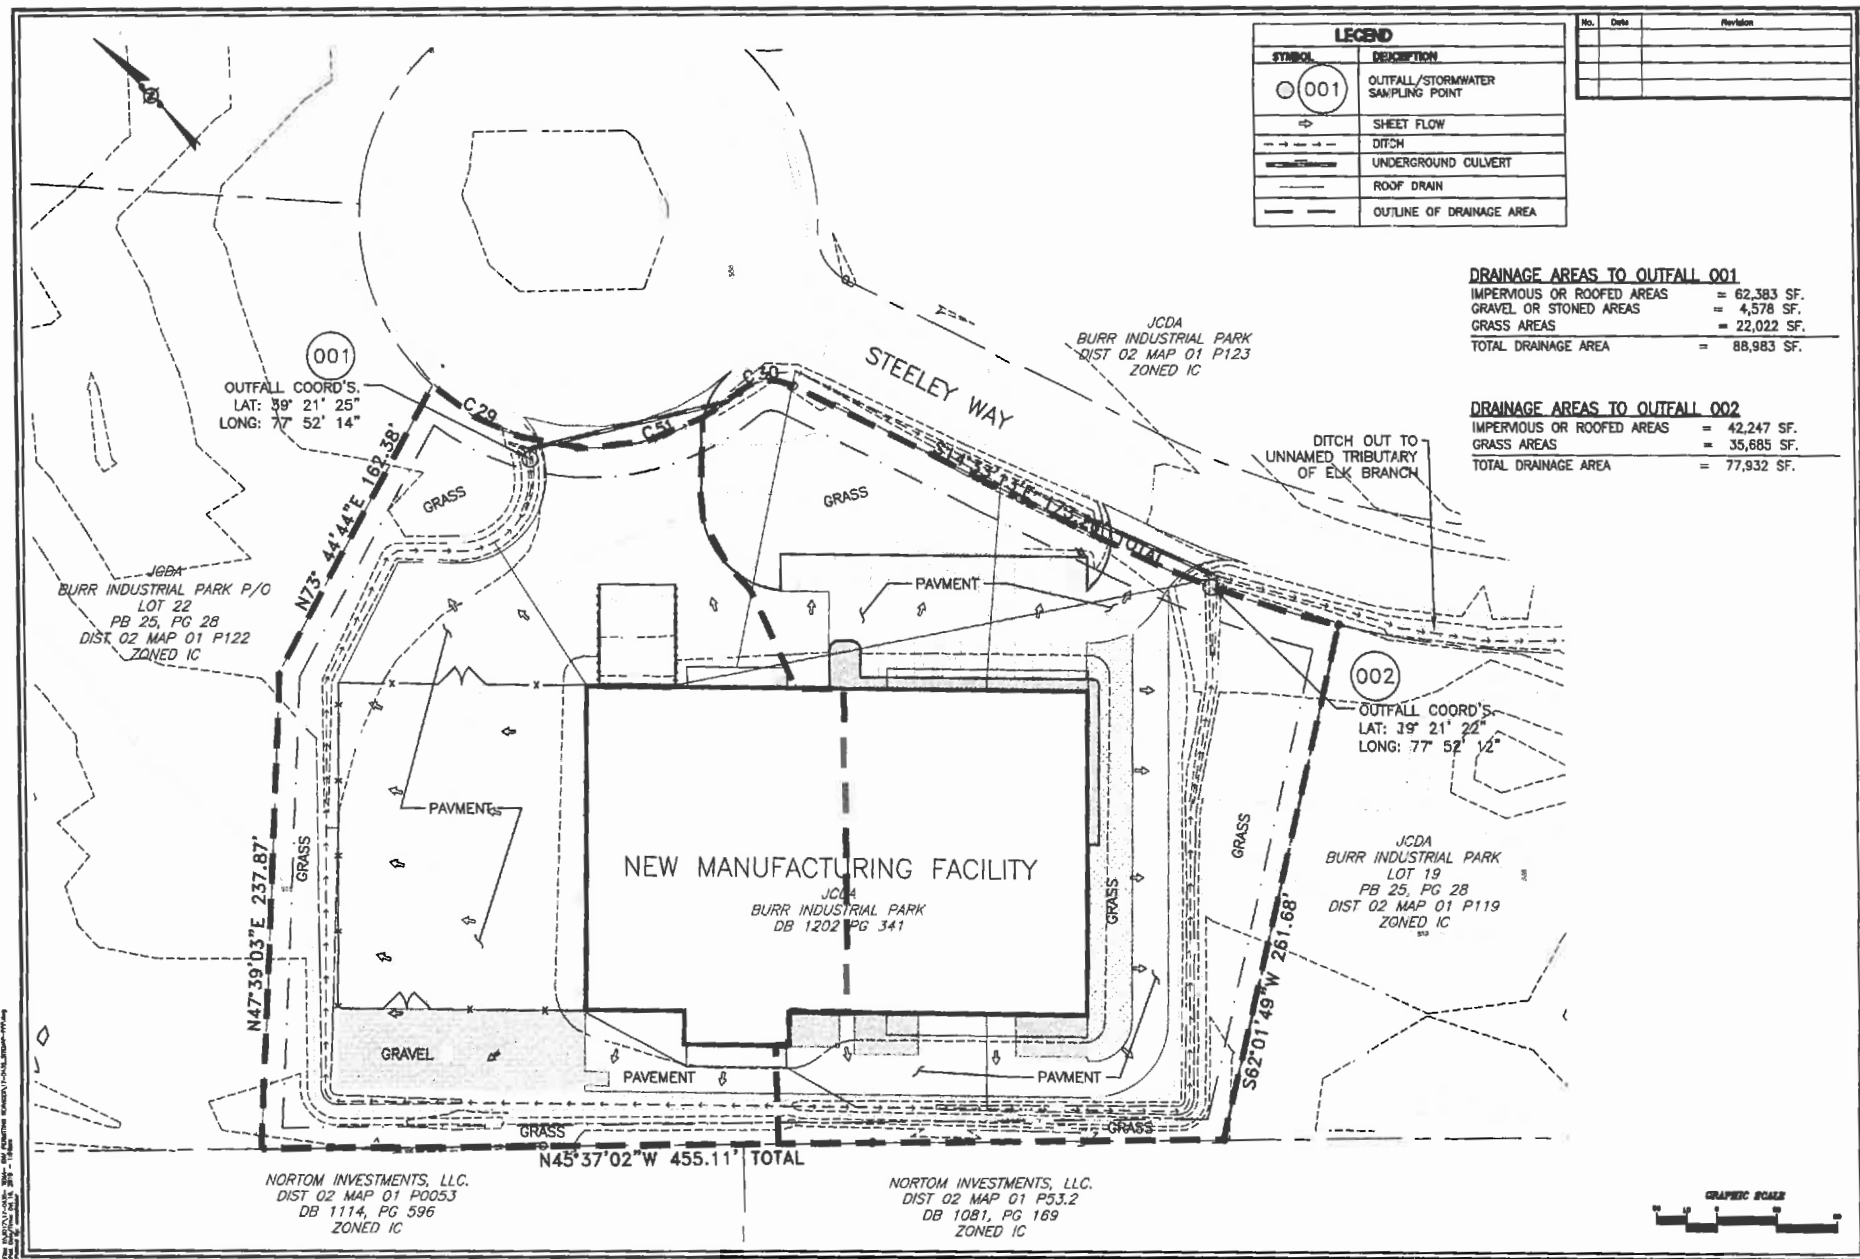 LEGEND
SYMBOL DESCRIPTION
001 OUTFALL/STORMWATER
SAMPLING POINT
SHEET FLOW
DITCH
UNDERGROUND CULVERT
ROOF DRAIN
OUTLINE OF DRAINAGE AREA
No. Date Revision
DRAINAGE AREAS TO OUTFALL 001
IMPERVIOUS OR ROOFED AREAS = 62,383 SF.
GRAVEL OR STONED AREAS = 4,578 SF.
GRASS AREAS = 22,022 SF.
TOTAL DRAINAGE AREA = 88,983 SF.
DRAINAGE AREAS TO OUTFALL 002
IMPERVIOUS OR ROOFED AREAS = 42,247 SF.
GRASS AREAS = 35,685 SF.
TOTAL DRAINAGE AREA = 77,932 SF.
JCDA
BURR INDUSTRIAL PARK
DIST 02 MAP 01 P123
ZONED IC
STEELEY WAY
001
OUTFALL COORD'S.
LAT: 39° 21' 25"
LONG: 77° 52' 14"
C29
C51
C30
S14°33'13"E 173.2 TOTAL
DITCH OUT TO
UNNAMED TRIBUTARY
OF ELK BRANCH
N73° 44'44"E 162.38'
GRASS
GRASS
JCDA
BURR INDUSTRIAL PARK P/O
LOT 22
PB 25, PG 28
DIST 02 MAP 01 P122
ZONED IC
PAVMENT
002
OUTFALL COORD'S.
LAT: 39° 21' 22"
LONG: 77° 52' 12"
PAVMENT
GRASS
GRASS
GRASS
N47°39'03"E 237.87'
NEW MANUFACTURING FACILITY
JCDA
BURR INDUSTRIAL PARK
DB 1202 PG 341
JCDA
BURR INDUSTRIAL PARK
LOT 19
PB 25, PG 28
DIST 02 MAP 01 P119
ZONED IC
S62°01'49"W 261.68'
GRAVEL
PAVEMENT
PAVMENT
GRASS
GRASS
N45°37'02"W 455.11' TOTAL
NORTOM INVESTMENTS, LLC.
DIST 02 MAP 01 P0053
DB 1114, PG 596
ZONED IC
NORTOM INVESTMENTS, LLC.
DIST 02 MAP 01 P53.2
DB 1081, PG 169
ZONED IC
GRAPHIC SCALE